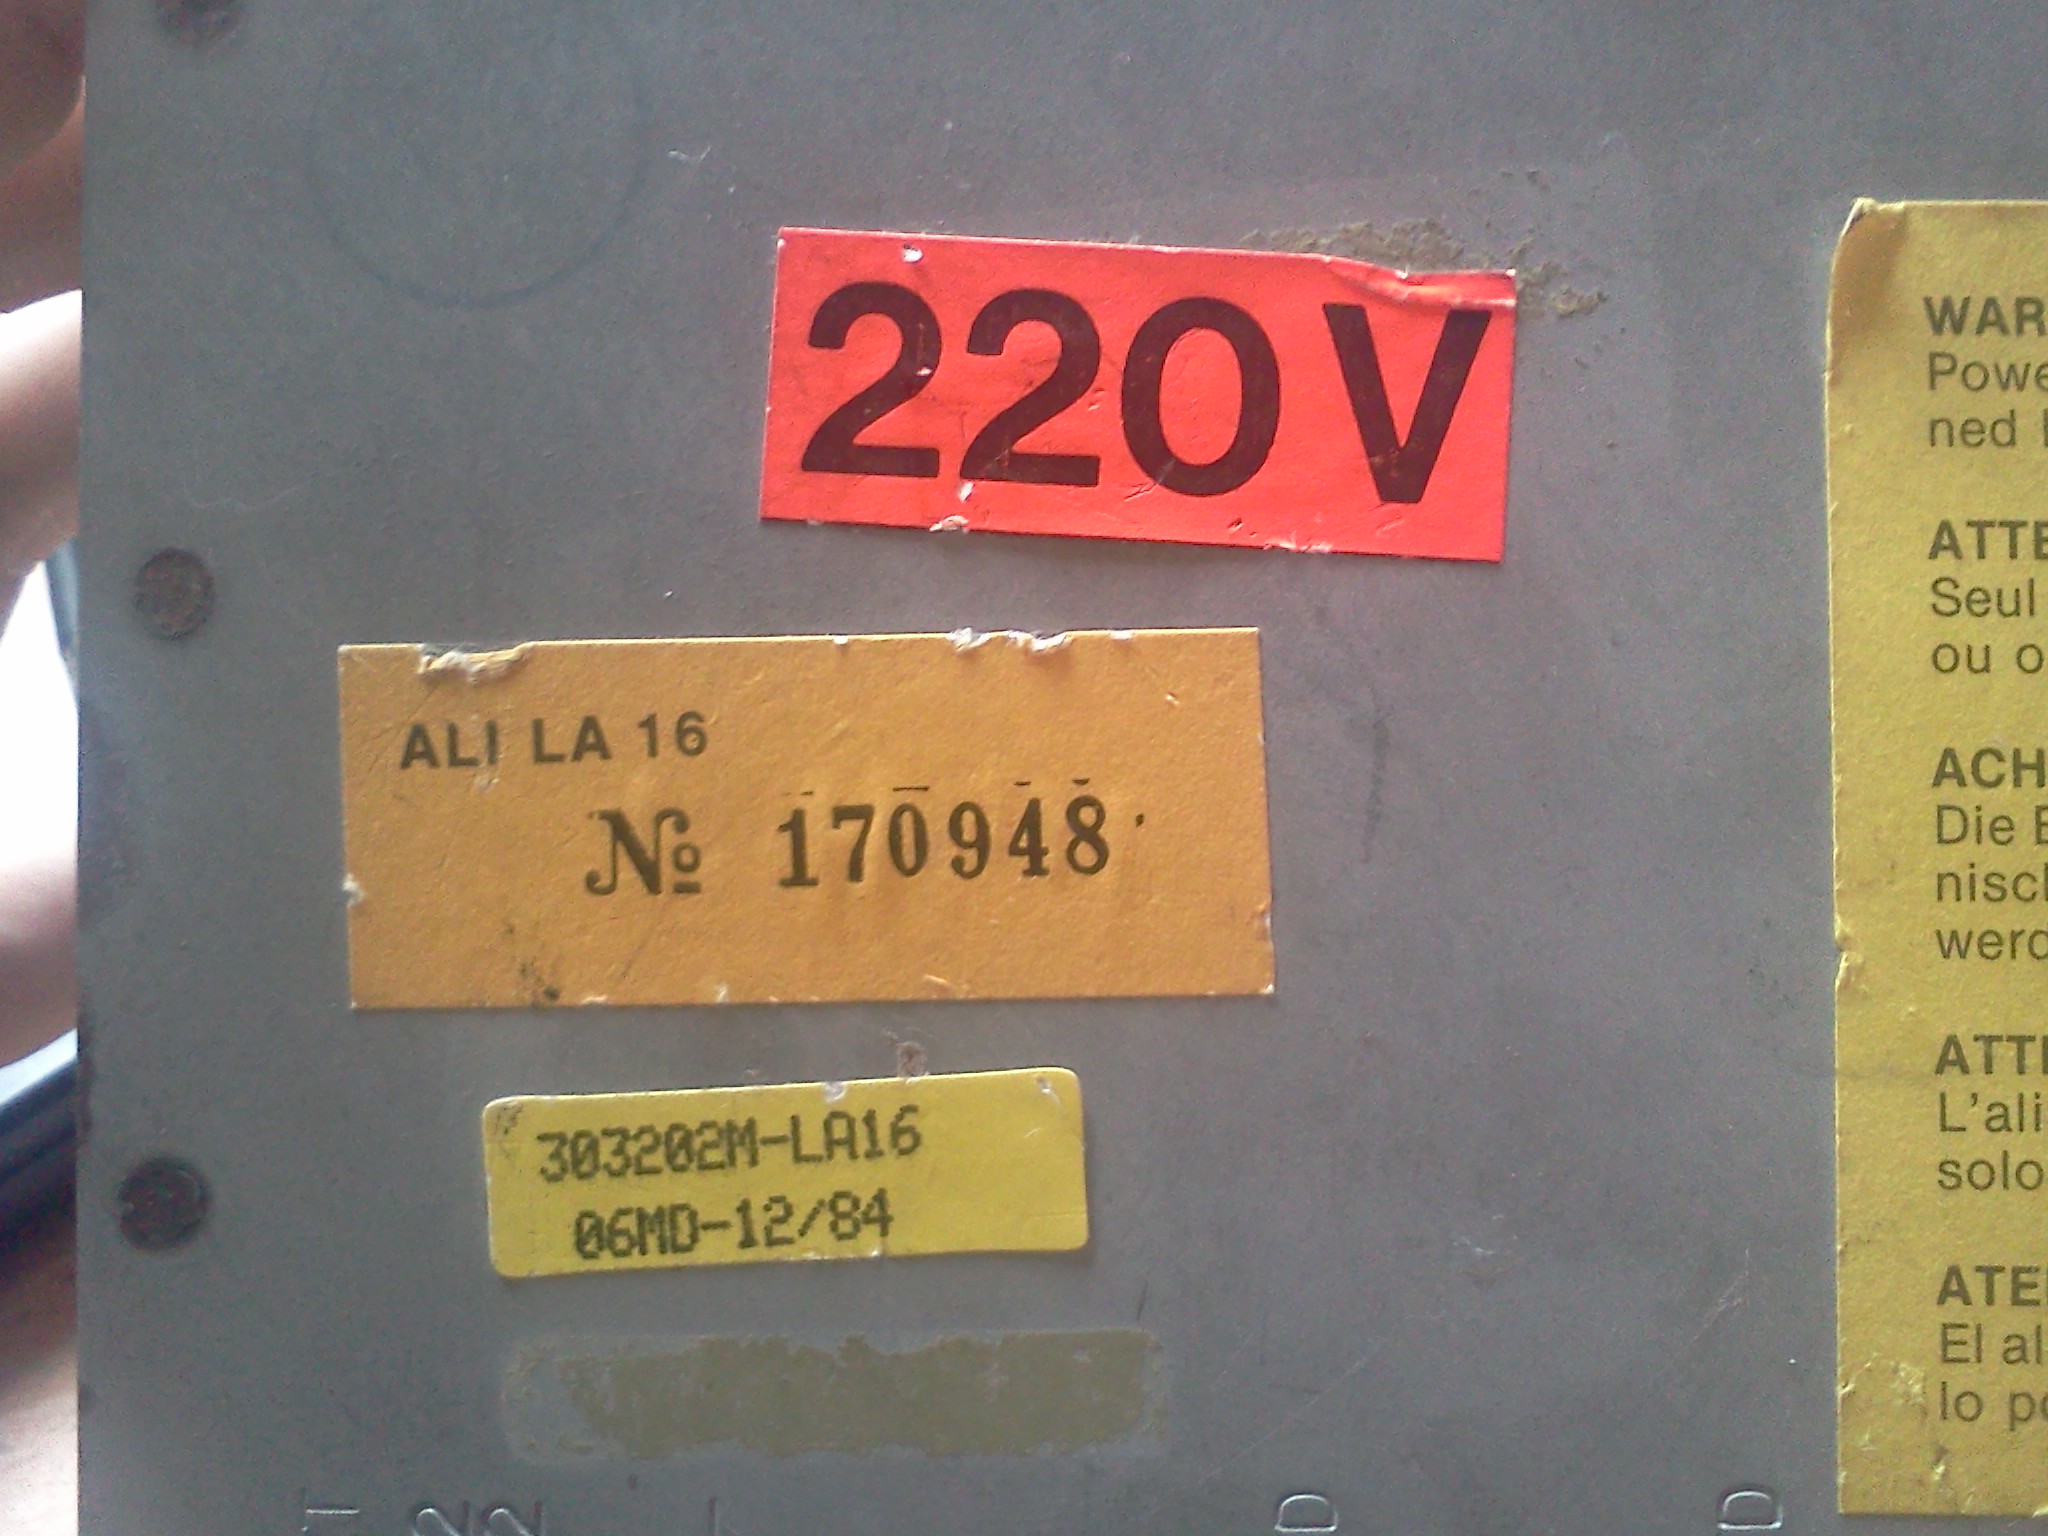 220V
ALI LA 16
№ 170948
303202M-LA16
06MD-12/84
WAR
Powe
ned
ATTE
Seul
ou o
ACH
Die E
nisch
werd
ATTE
L'ali
solo
ATE
El al
lo po
D
D